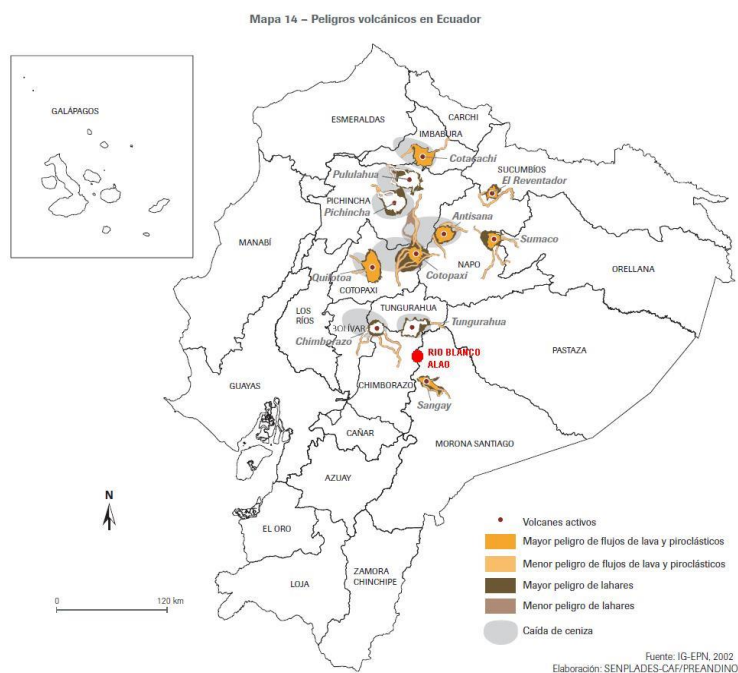 Mapa 14 – Peligros volcánicos en Ecuador
GALÁPAGOS
ESMERALDAS
CARCHI
IMBABURA
Cotacachi
Pululahua
SUCUMBÍOS
El Reventador
PICHINCHA
Pichincha
Antisana
Sumaco
MANABÍ
NAPO
ORELLANA
Quilotoa
Cotopaxi
COTOPAXI
TUNGURAHUA
LOS
RÍOS
BOLÍVAR
Tungurahua
Chimborazo
RIO BLANCO
ALAO
PASTAZA
GUAYAS
CHIMBORAZO
Sangay
CAÑAR
MORONA SANTIAGO
AZUAY
N
EL ORO
LOJA
ZAMORA
CHINCHIPE
0
120 km
Volcanes activos
Mayor peligro de flujos de lava y piroclásticos
Menor peligro de flujos de lava y piroclásticos
Mayor peligro de lahares
Menor peligro de lahares
Caída de ceniza
Fuente: IG-EPN, 2002
Elaboración: SENPLADES-CAF/PREANDINO